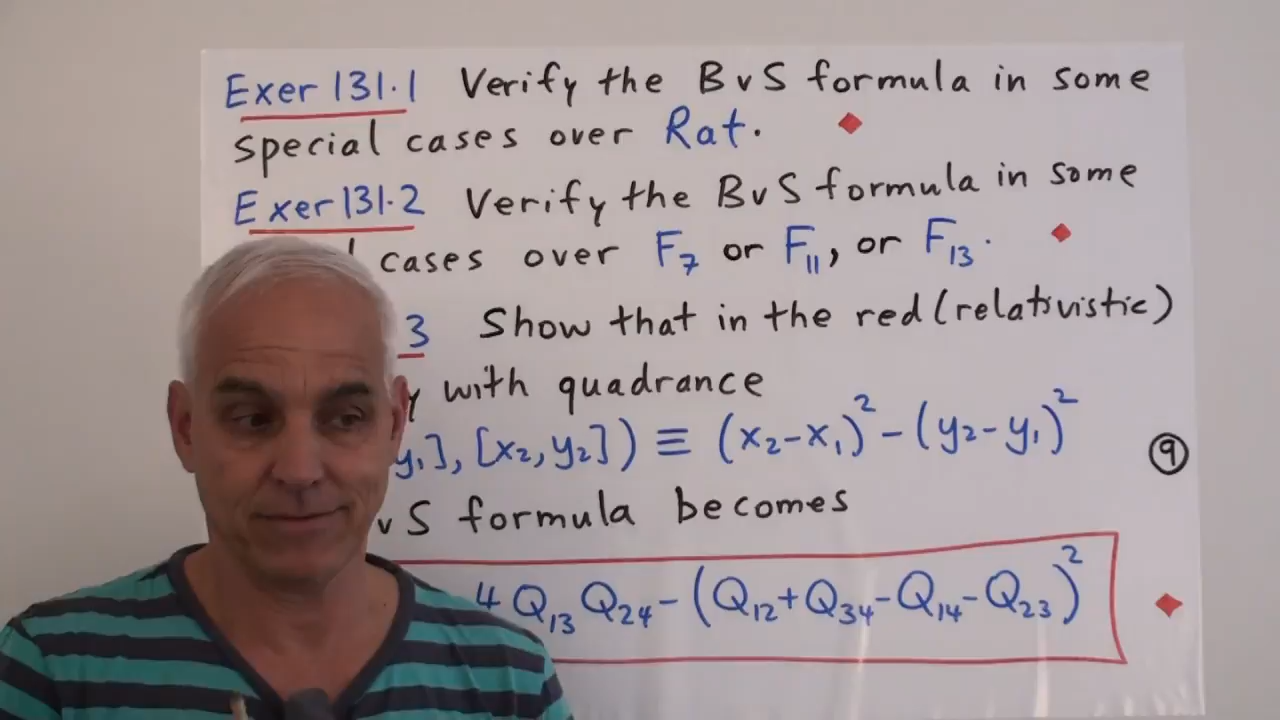 Exer 131.1 Verify the BvS formula in some
special cases over Rat.
Exer 131.2 Verify the BvS formula in some
cases over F₇ or F₁₁, or F₁₃.
3 Show that in the red (relativistic)
y with quadrance
y₁], [x₂, y₂]) ≡ (x₂-x₁)² - (y₂-y₁)² ⑨
vS formula becomes
4Q₁₃Q₂₄ - (Q₁₂+Q₃₄-Q₁₄-Q₂₃)²